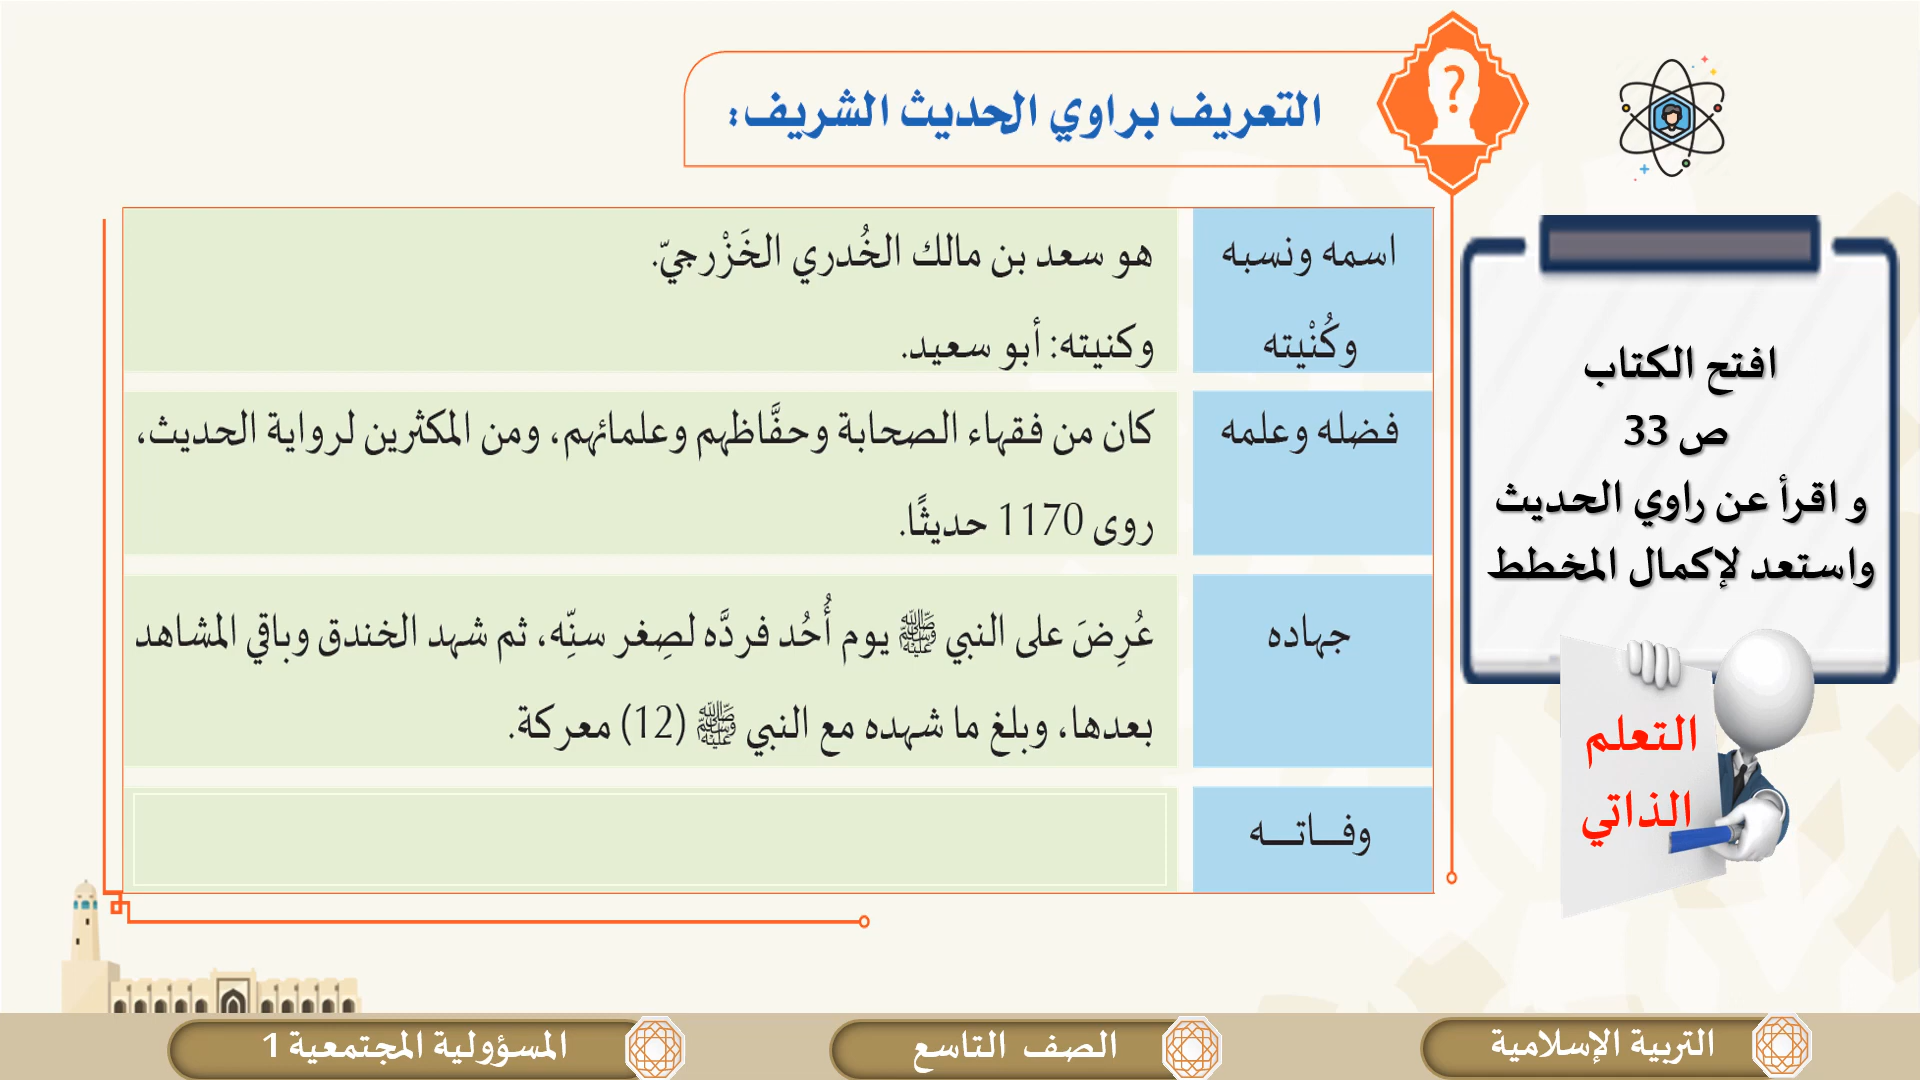 التعريف براوي الحديث الشريف:
اسمه ونسبه
وكُنْيته
هو سعد بن مالك الخُدري الخَزْرجيّ.
وكنيته: أبو سعيد.
فضله وعلمه
كان من فقهاء الصحابة وحفَّاظهم وعلمائهم، ومن المكثرين لرواية الحديث،
روى 1170 حديثًا.
جهاده
عُرِضَ على النبي ﷺ يوم أُحُد فردَّه لصِغر سنِّه، ثم شهد الخندق وباقي المشاهد
بعدها، وبلغ ما شهده مع النبي ﷺ (12) معركة.
وفـــاتـــه
افتح الكتاب
ص 33
و اقرأ عن راوي الحديث
واستعد لإكمال المخطط
التعلم
الذاتي
التربية الإسلامية
الصف التاسع
المسؤولية المجتمعية 1